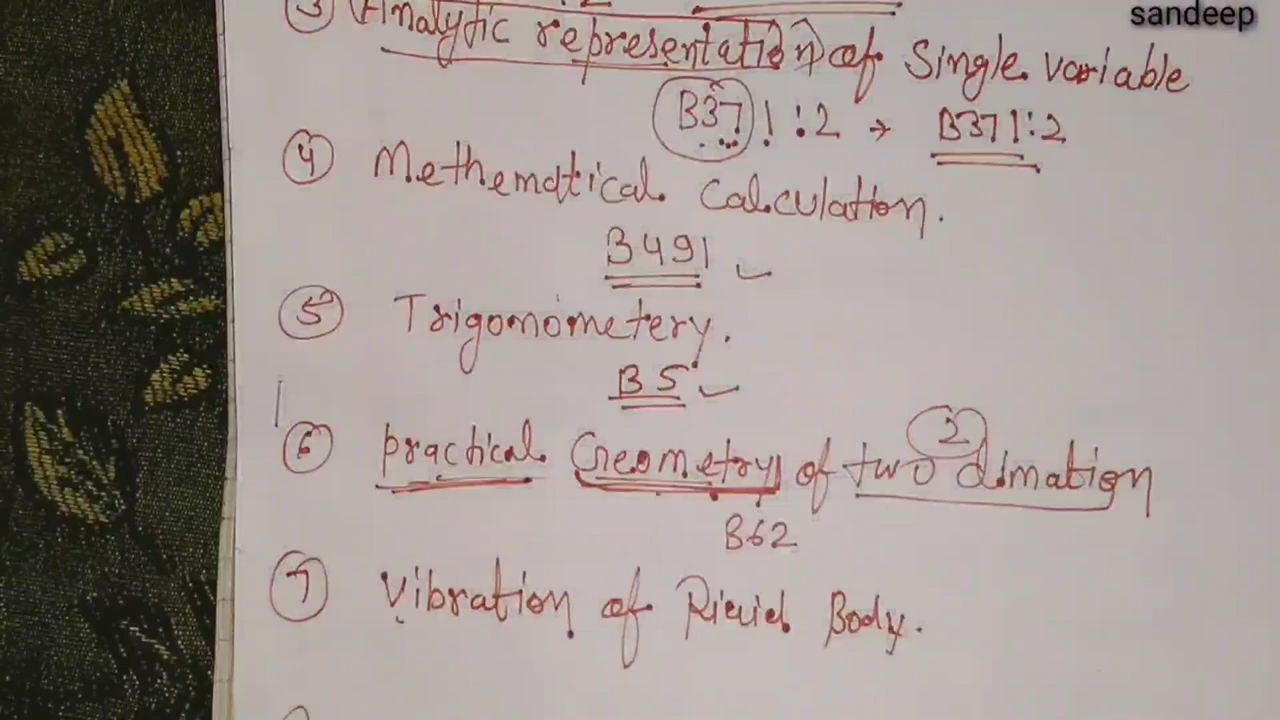 sandeep
③ Analytic representation of Single variable
B37 1:2 → B371:2
④ Methematical Calculation.
B491
⑤ Trigonometery.
B5
⑥ practical Geometry of two dimation
2
B62
⑦ Vibration of Body.